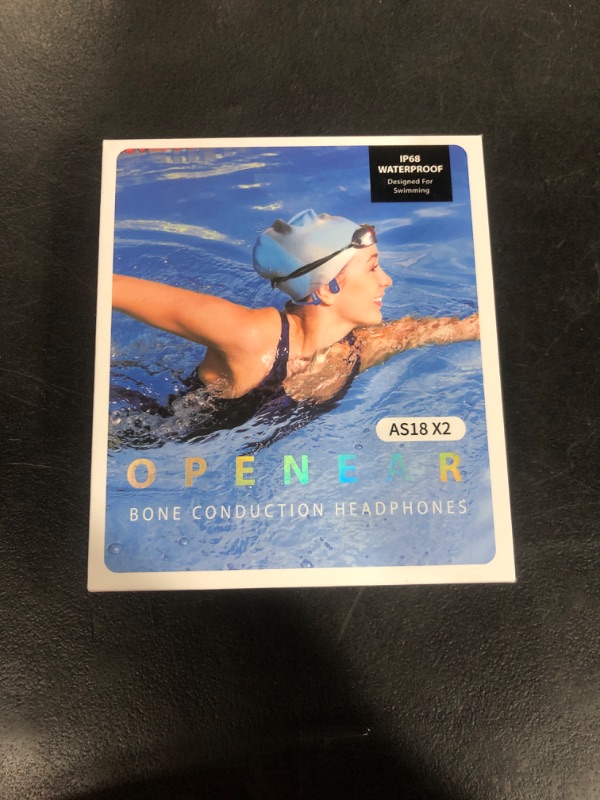 IP68
WATERPROOF
Designed For
Swimming
AS18 X2
OPENEAR
BONE CONDUCTION HEADPHONES